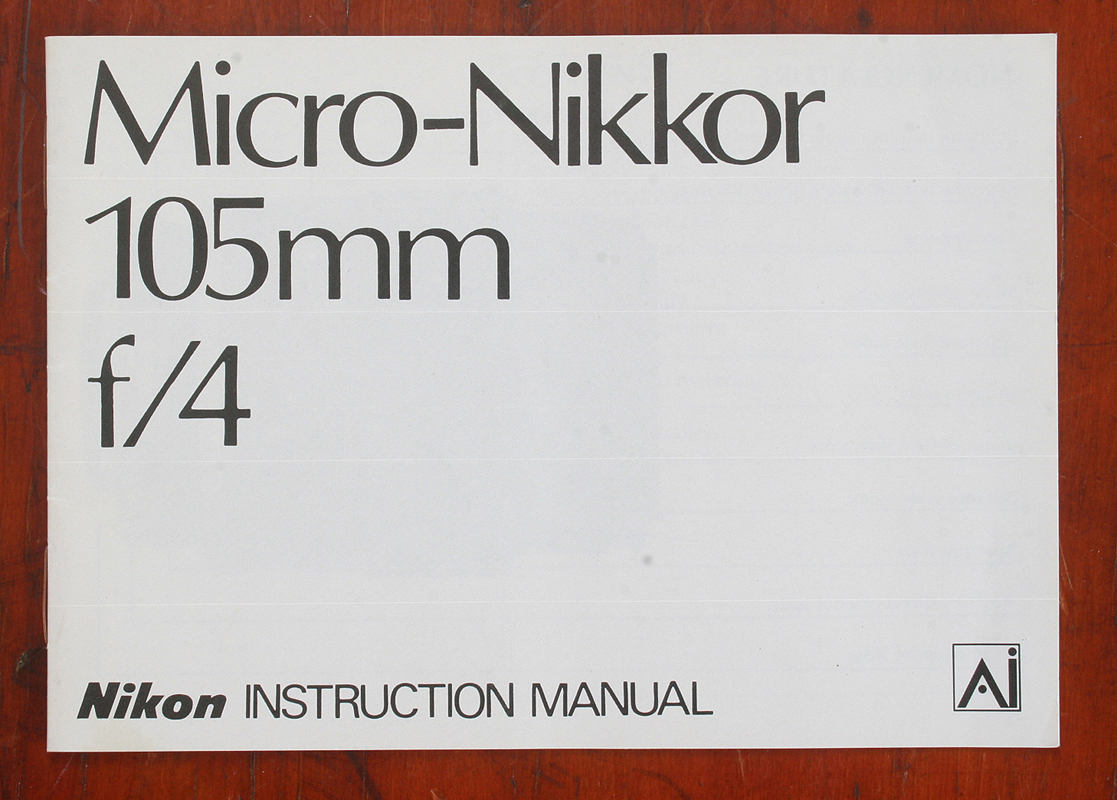 Micro-Nikkor
105mm
f/4
Nikon INSTRUCTION MANUAL
Ai